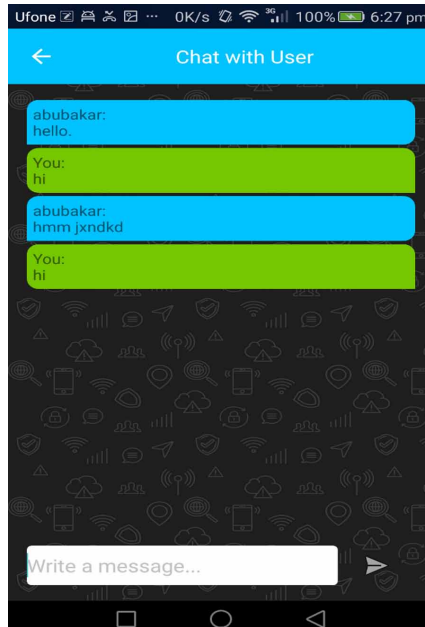 Ufone ... 0K/s 3G 100% 6:27 pm
Chat with User
abubakar:
hello.
You:
hi
abubakar:
hmm jxndkd
You:
hi
Write a message...